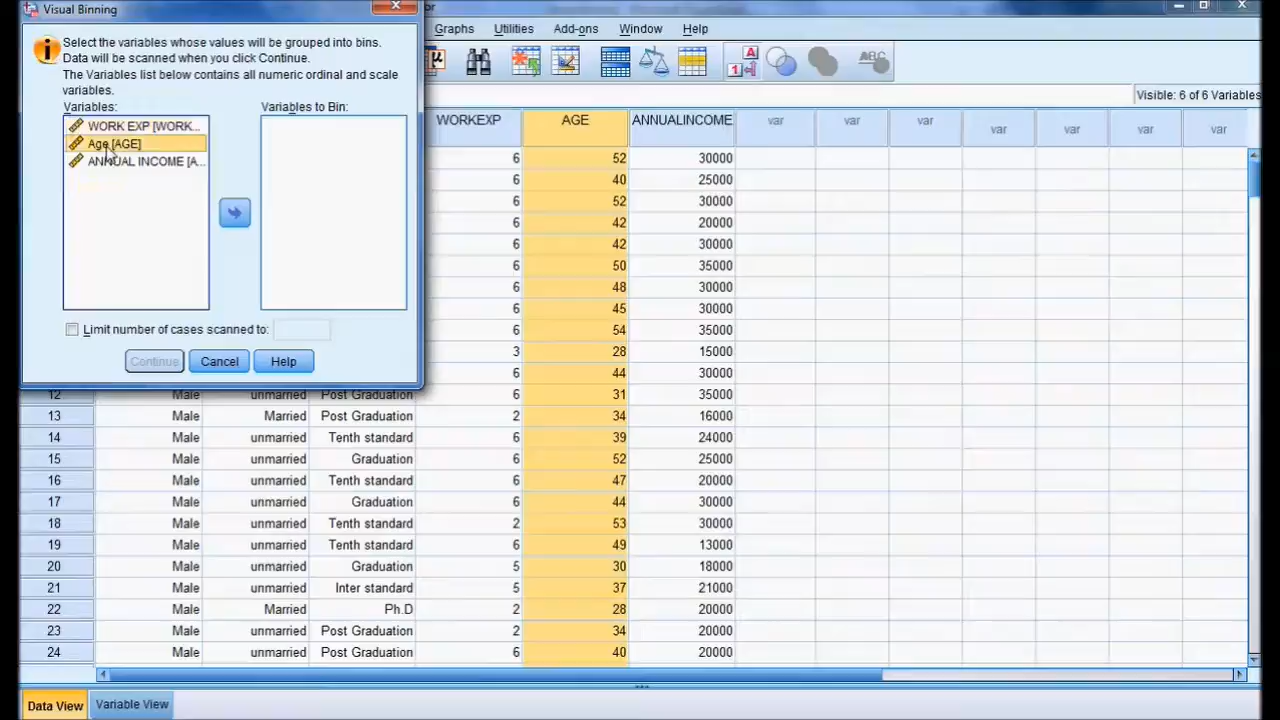 Visual Binning
Select the variables whose values will be grouped into bins.
Data will be scanned when you click Continue.
The Variables list below contains all numeric ordinal and scale
variables.
Variables:
Variables to Bin:
WORK EXP [WORK...
Age [AGE]
ANNUAL INCOME [A...
Limit number of cases scanned to:
Continue
Cancel
Help
Graphs Utilities Add-ons Window Help
Visible: 6 of 6 Variables
WORKEXP AGE ANNUALINCOME var var var var var
6 52 30000
6 40 25000
6 52 30000
6 42 20000
6 42 30000
6 50 35000
6 48 30000
6 45 30000
6 54 35000
3 28 15000
6 44 30000
12 Male unmarried Post Graduation 6 31 35000
13 Male Married Post Graduation 2 34 16000
14 Male unmarried Tenth standard 6 39 24000
15 Male unmarried Graduation 6 52 25000
16 Male unmarried Tenth standard 6 47 20000
17 Male unmarried Graduation 6 44 30000
18 Male unmarried Tenth standard 2 53 30000
19 Male unmarried Tenth standard 6 49 13000
20 Male unmarried Graduation 5 30 18000
21 Male unmarried Inter standard 5 37 21000
22 Male Married Ph.D 2 28 20000
23 Male unmarried Post Graduation 2 34 20000
24 Male unmarried Post Graduation 6 40 20000
Data View Variable View